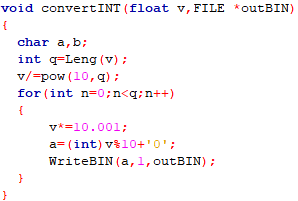 void convertINT(float v,FILE *outBIN)
{
char a,b;
int q=Leng(v);
v/=pow(10,q);
for(int n=0;n<q;n++)
{
v*=10.001;
a=(int)v%10+'0';
WriteBIN(a,1,outBIN);
}
}